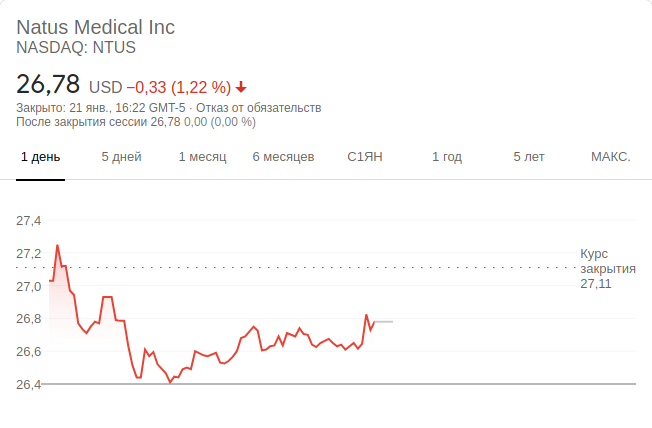 Natus Medical Inc
NASDAQ: NTUS
26,78 USD −0,33 (1,22 %)
Закрыто: 21 янв., 16:22 GMT-5 · Отказ от обязательств
После закрытия сессии 26,78 0,00 (0,00 %)
1 день 5 дней 1 месяц 6 месяцев С1ЯН 1 год 5 лет МАКС.
27,4
27,2
27,0
26,8
26,6
26,4
Курс
закрытия
27,11